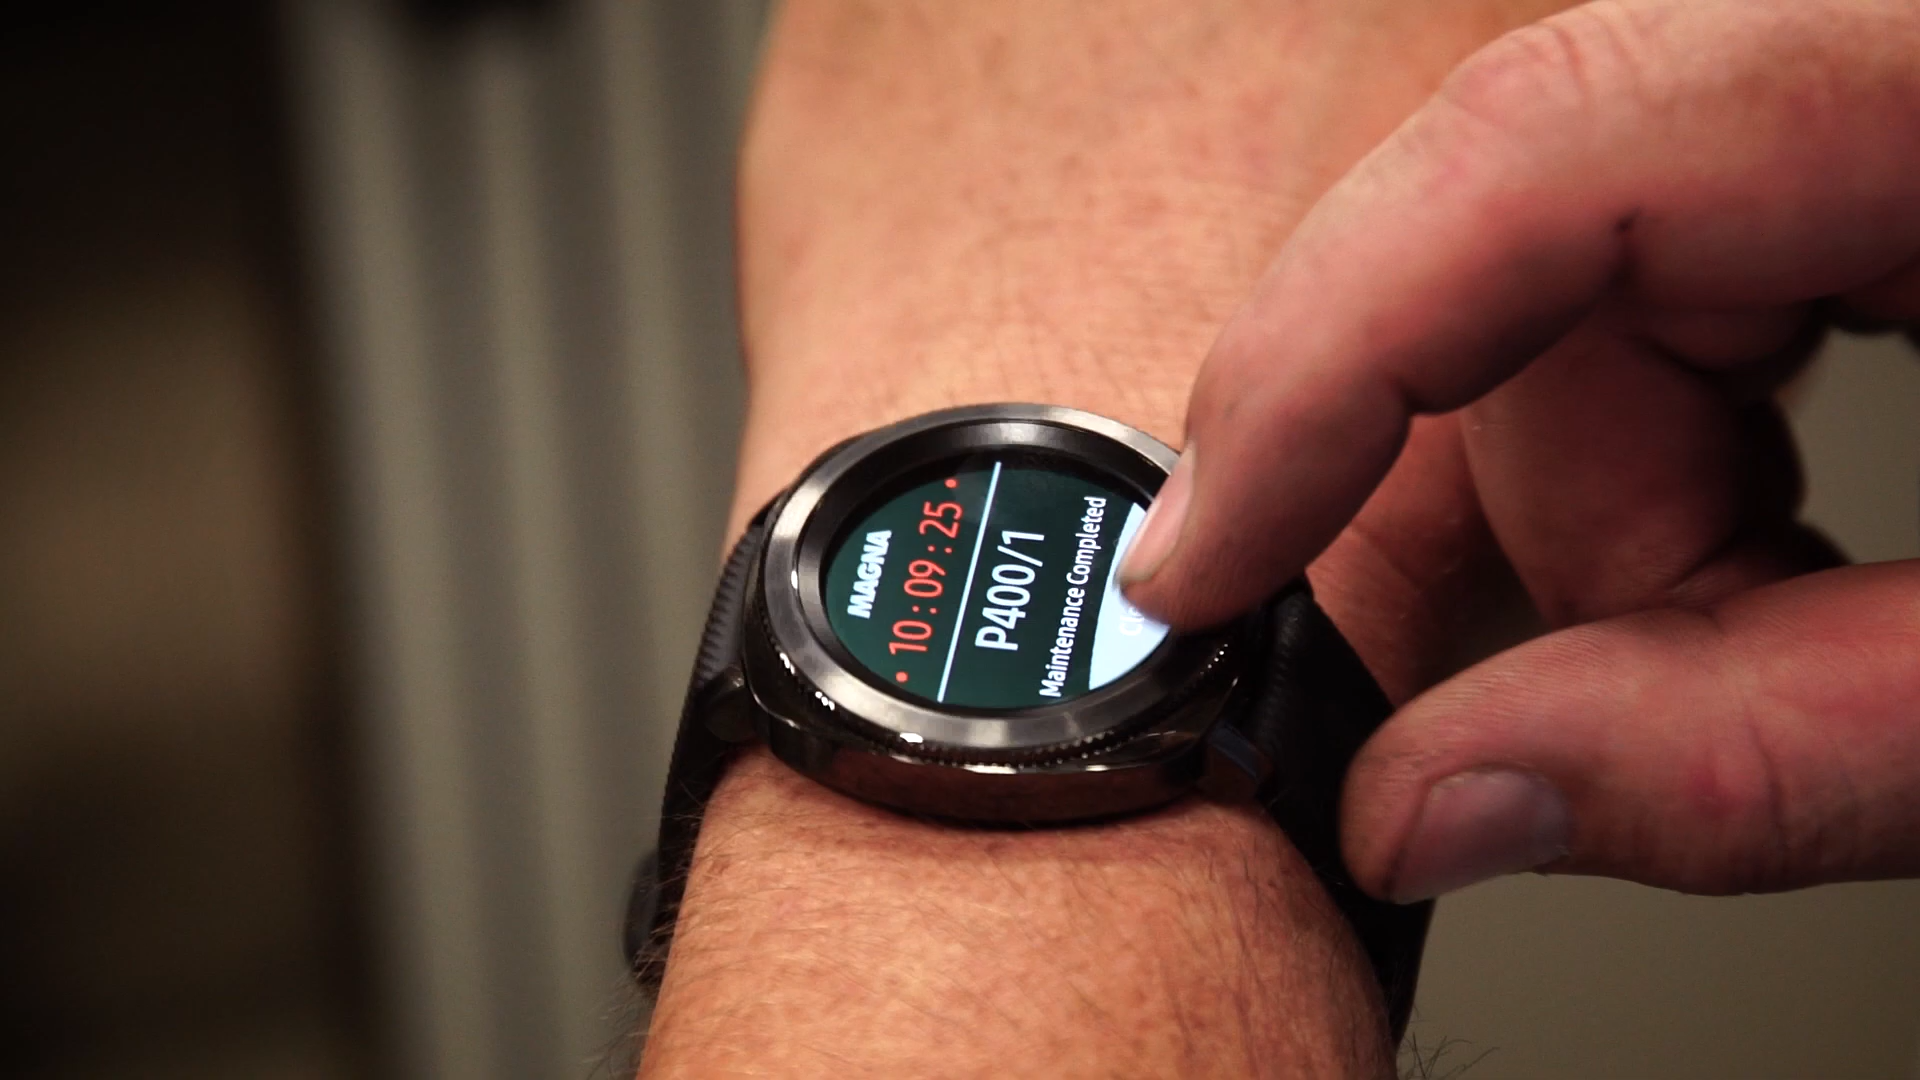 MAGNA
• 10 : 09 : 25 •
P400/1
Maintenance Completed